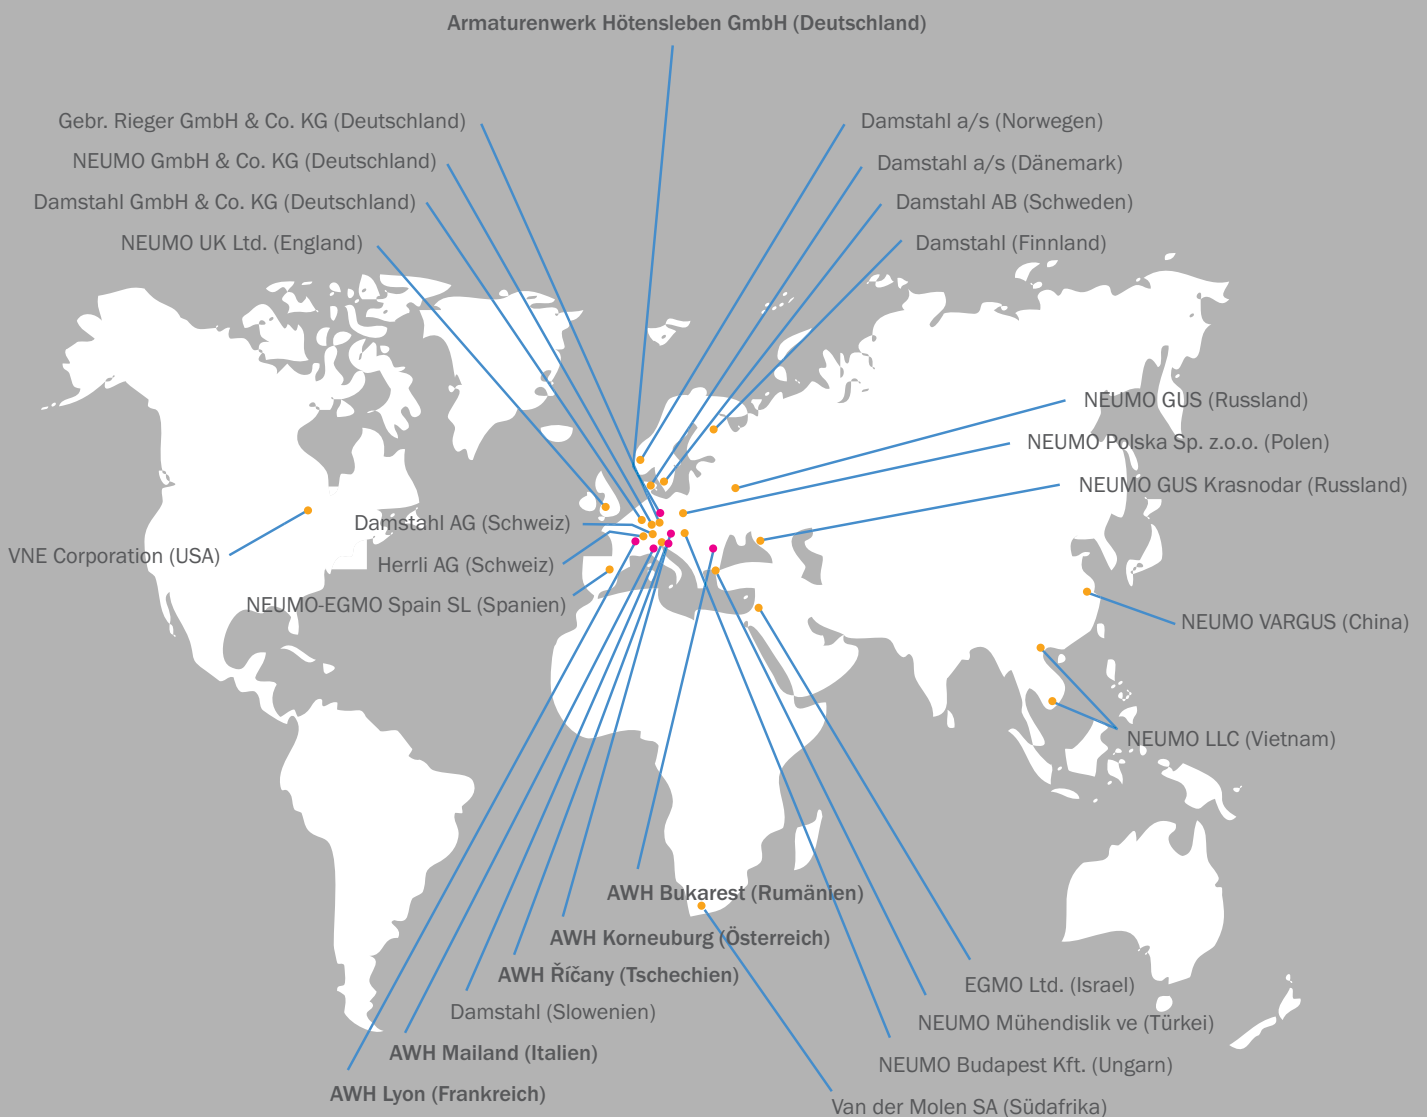 Armaturenwerk Hötensleben GmbH (Deutschland)
Gebr. Rieger GmbH & Co. KG (Deutschland)
NEUMO GmbH & Co. KG (Deutschland)
Damstahl GmbH & Co. KG (Deutschland)
NEUMO UK Ltd. (England)
Damstahl a/s (Norwegen)
Damstahl a/s (Dänemark)
Damstahl AB (Schweden)
Damstahl (Finnland)
NEUMO GUS (Russland)
NEUMO Polska Sp. z.o.o. (Polen)
NEUMO GUS Krasnodar (Russland)
Damstahl AG (Schweiz)
VNE Corporation (USA)
Herrli AG (Schweiz)
NEUMO-EGMO Spain SL (Spanien)
NEUMO VARGUS (China)
NEUMO LLC (Vietnam)
AWH Bukarest (Rumänien)
AWH Korneuburg (Österreich)
AWH Říčany (Tschechien)
Damstahl (Slowenien)
AWH Mailand (Italien)
AWH Lyon (Frankreich)
EGMO Ltd. (Israel)
NEUMO Mühendislik ve (Türkei)
NEUMO Budapest Kft. (Ungarn)
Van der Molen SA (Südafrika)